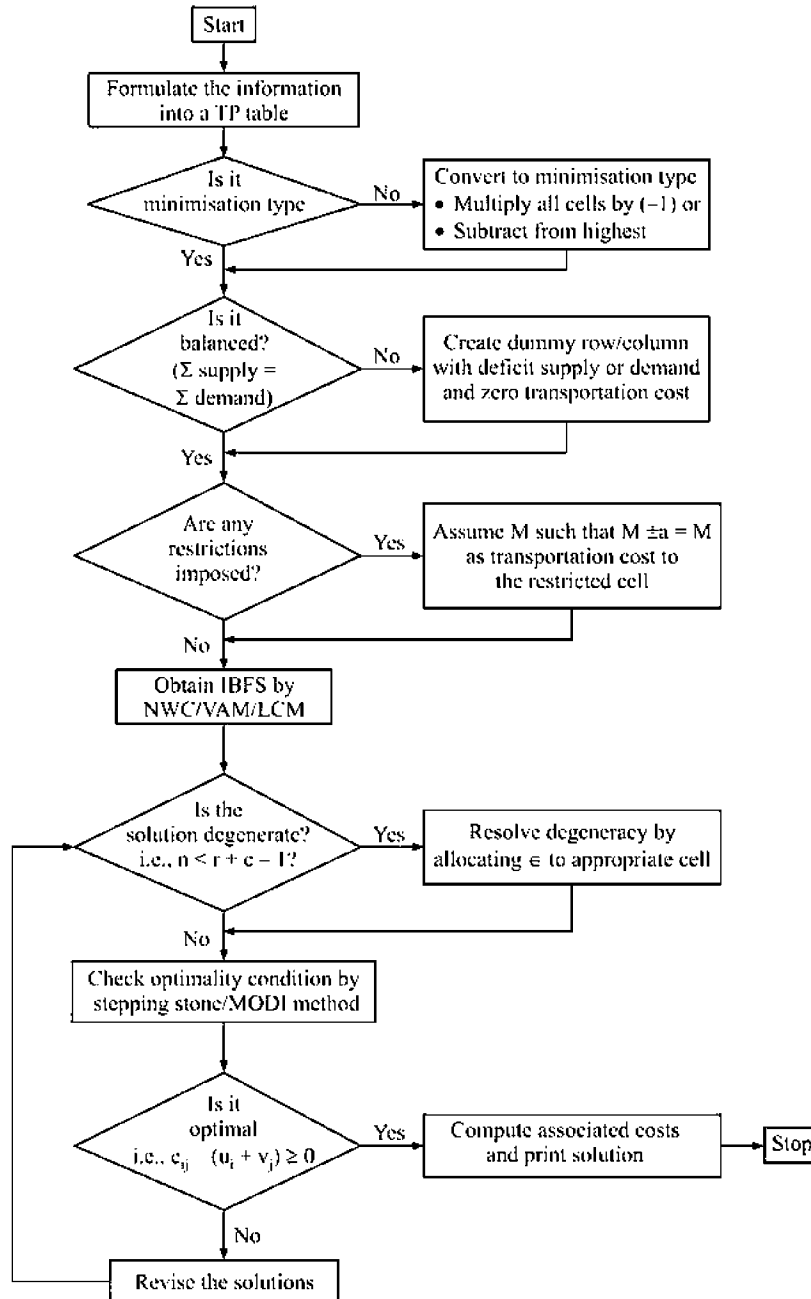 Start
Formulate the information
into a TP table
Is it
minimisation type
No
Convert to minimisation type
• Multiply all cells by (−1) or
• Subtract from highest
Yes
Is it
balanced?
(Σ supply =
Σ demand)
No
Create dummy row/column
with deficit supply or demand
and zero transportation cost
Yes
Are any
restrictions
imposed?
Yes
Assume M such that M ±a = M
as transportation cost to
the restricted cell
No
Obtain IBFS by
NWC/VAM/LCM
Is the
solution degenerate?
i.e., n < r + c − 1?
Yes
Resolve degeneracy by
allocating ∈ to appropriate cell
No
Check optimality condition by
stepping stone/MODI method
Is it
optimal
i.e., c_ij (u_i + v_j) ≥ 0
Yes
Compute associated costs
and print solution
Stop
No
Revise the solutions